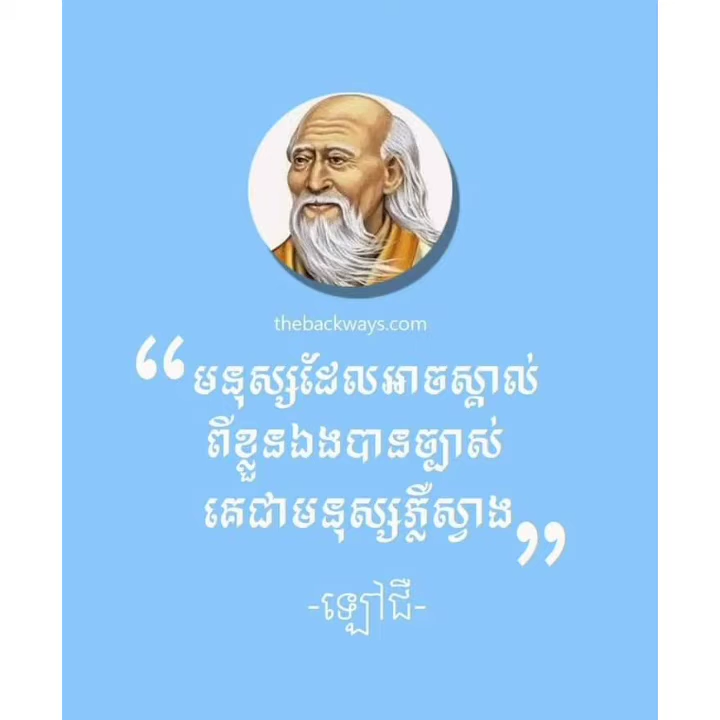 thebackways.com
“មនុស្សដែលអាចស្គាល់
ពីខ្លួនឯងបានច្បាស់
គេជាមនុស្សភ្លឺស្វាង„
-ឡៅជឺ-